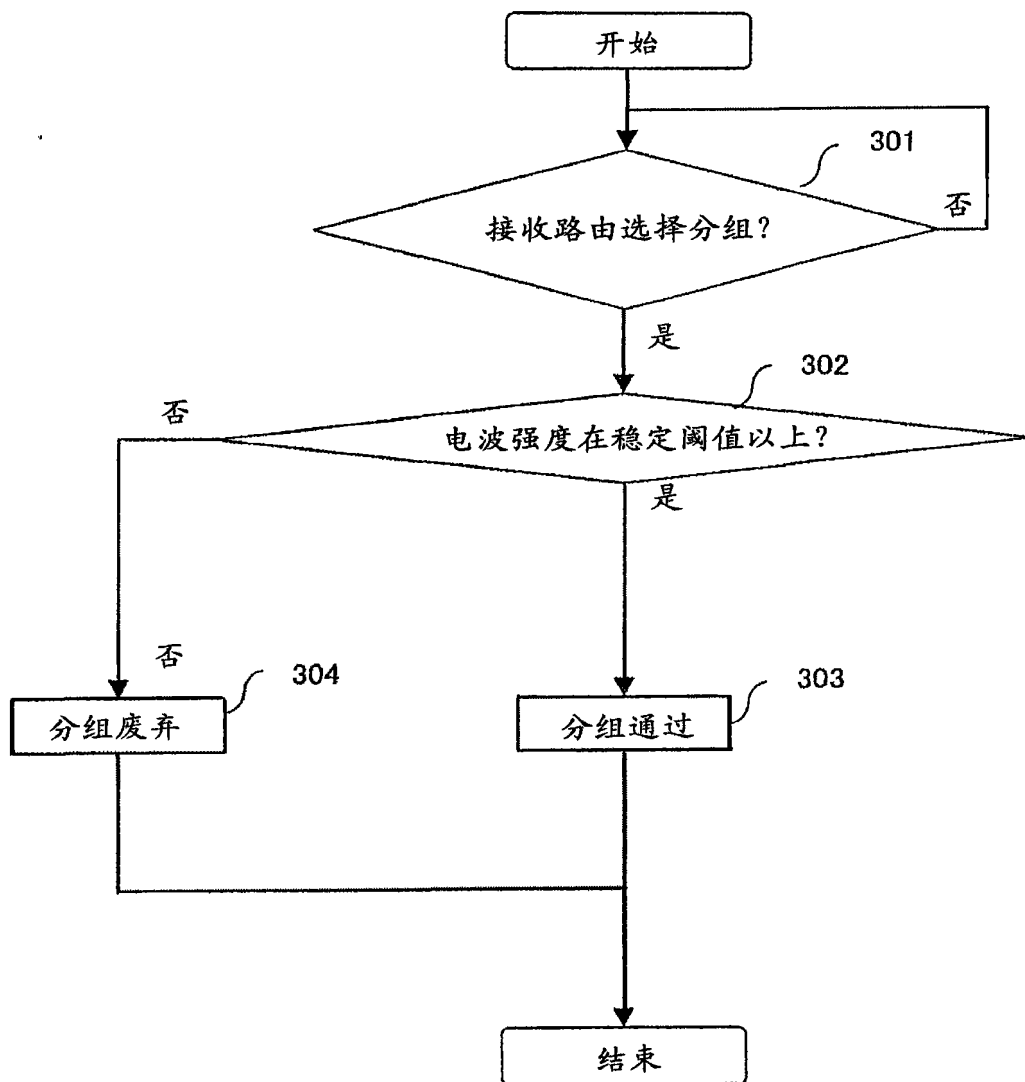 开始
301
否
接收路由选择分组?
是
302
否
电波强度在稳定阈值以上?
是
否
304
303
分组废弃
分组通过
结束